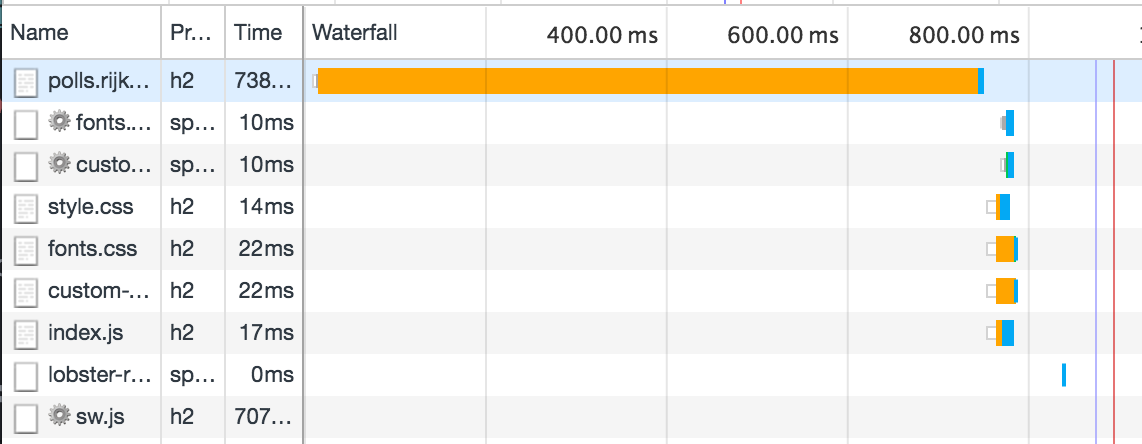 Name Pr... Time Waterfall 400.00 ms 600.00 ms 800.00 ms
polls.rijk... h2 738...
fonts.... sp... 10ms
custo... sp... 10ms
style.css h2 14ms
fonts.css h2 22ms
custom-... h2 22ms
index.js h2 17ms
lobster-r... sp... 0ms
sw.js h2 707...